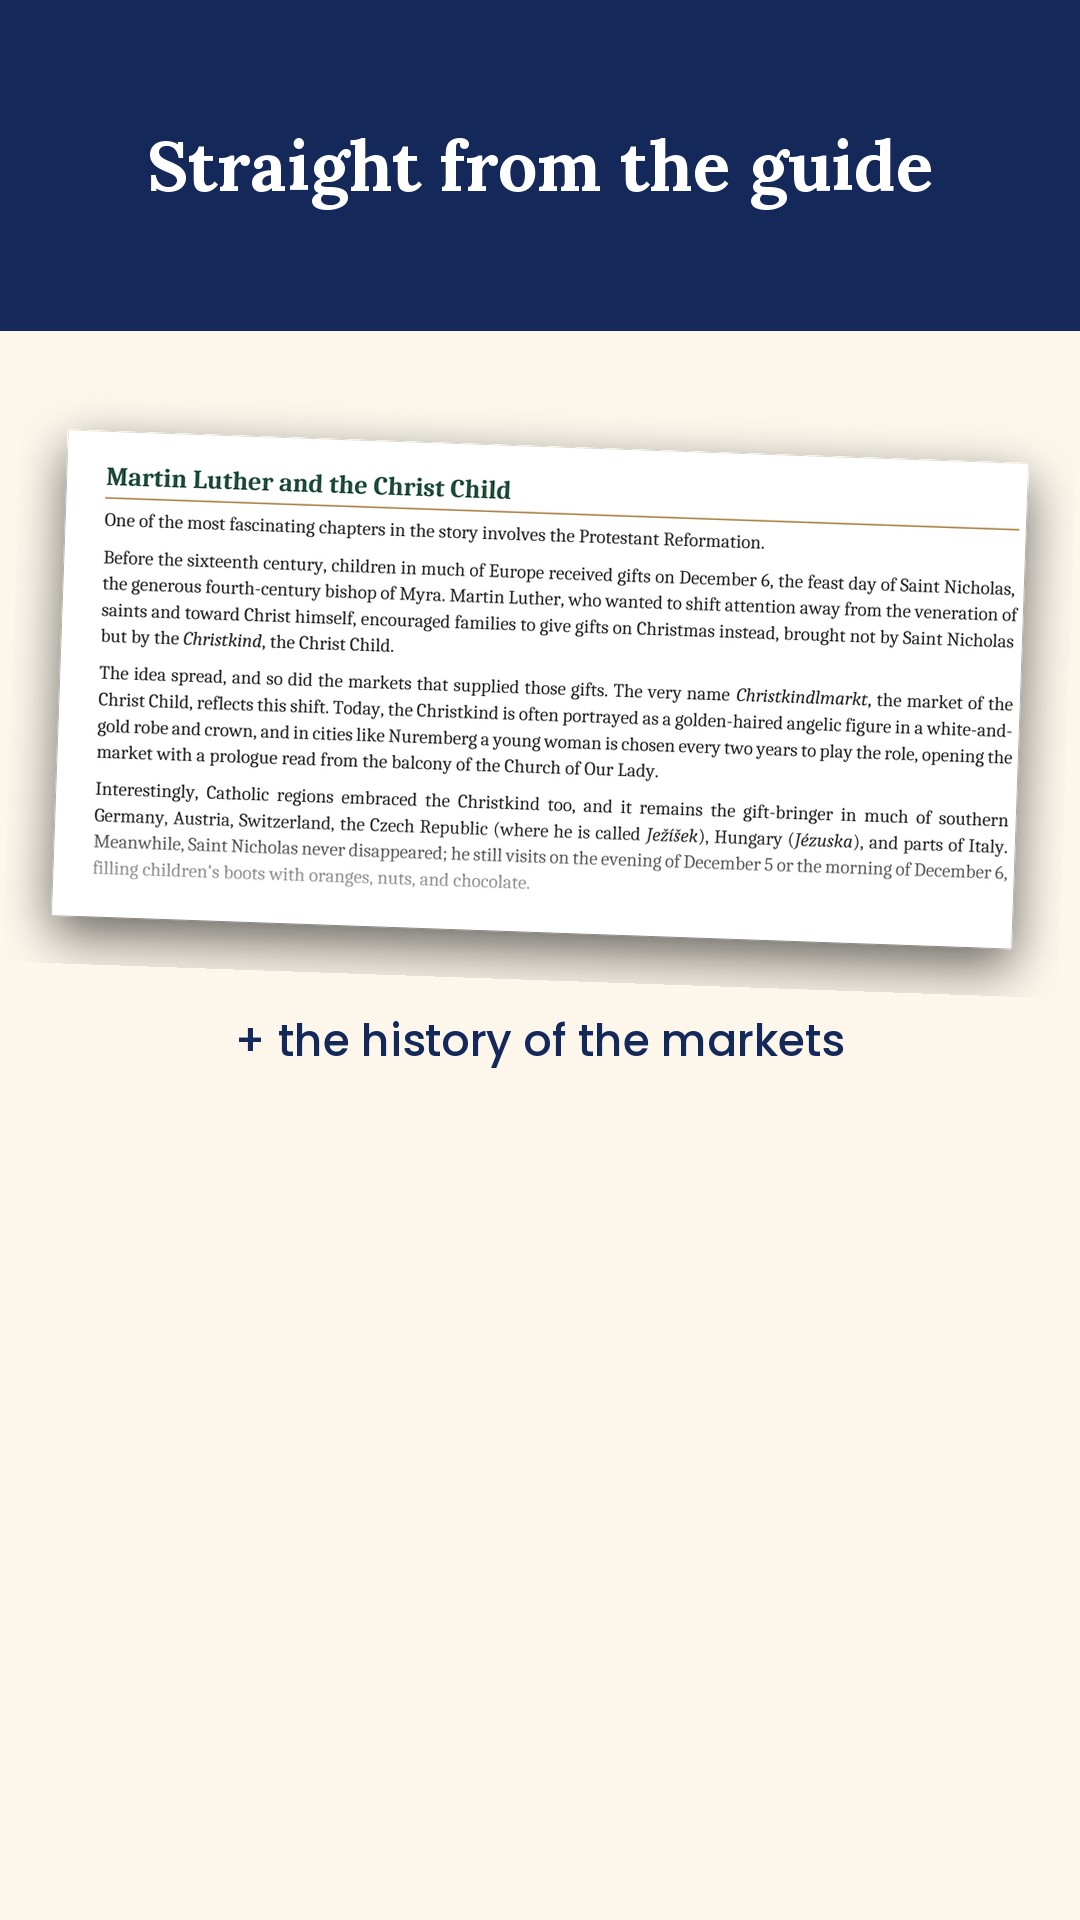 Straight from the guide
Martin Luther and the Christ Child
One of the most fascinating chapters in the story involves the Protestant Reformation.
Before the sixteenth century, children in much of Europe received gifts on December 6, the feast day of Saint Nicholas,
the generous fourth-century bishop of Myra. Martin Luther, who wanted to shift attention away from the veneration of
saints and toward Christ himself, encouraged families to give gifts on Christmas instead, brought not by Saint Nicholas
but by the Christkind, the Christ Child.
The idea spread, and so did the markets that supplied those gifts. The very name Christkindlmarkt, the market of the
Christ Child, reflects this shift. Today, the Christkind is often portrayed as a golden-haired angelic figure in a white-and-
gold robe and crown, and in cities like Nuremberg a young woman is chosen every two years to play the role, opening the
market with a prologue read from the balcony of the Church of Our Lady.
Interestingly, Catholic regions embraced the Christkind too, and it remains the gift-bringer in much of southern
Germany, Austria, Switzerland, the Czech Republic (where he is called Ježíšek), Hungary (Jézuska), and parts of Italy.
Meanwhile, Saint Nicholas never disappeared; he still visits on the evening of December 5 or the morning of December 6,
filling children's boots with oranges, nuts, and chocolate.
+ the history of the markets